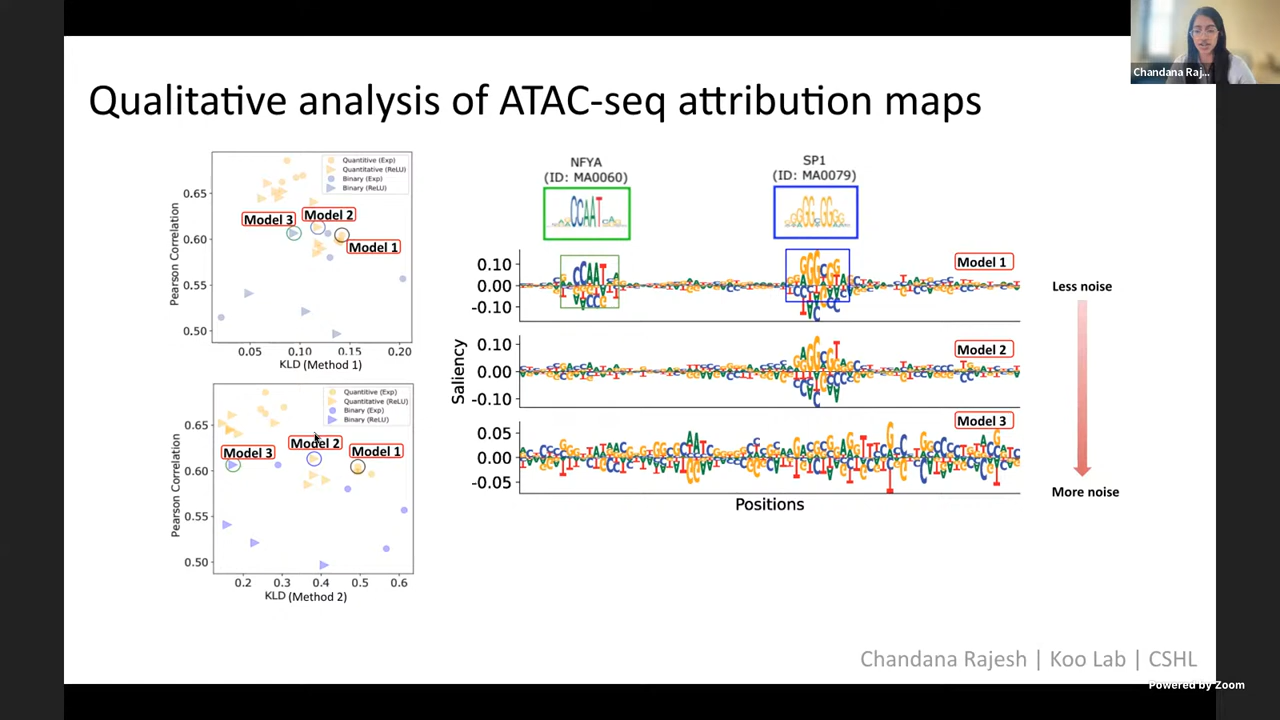 Chandana Raj...
Qualitative analysis of ATAC-seq attribution maps
Quantitive (Exp)
Quantitative (ReLU)
Binary (Exp)
Binary (ReLU)
Model 3
Model 2
Model 1
Pearson Correlation
0.65
0.60
0.55
0.50
0.05
0.10
0.15
0.20
KLD (Method 1)
Quantitive (Exp)
Quantitative (ReLU)
Binary (Exp)
Binary (ReLU)
Model 3
Model 2
Model 1
Pearson Correlation
0.65
0.60
0.55
0.50
0.2
0.3
0.4
0.5
0.6
KLD (Method 2)
NFYA
(ID: MA0060)
CCAAT
SP1
(ID: MA0079)
Saliency
0.10
0.00
-0.10
Model 1
0.10
0.00
-0.10
Model 2
0.05
0.00
-0.05
Model 3
Positions
Less noise
More noise
Chandana Rajesh | Koo Lab | CSHL
Powered by Zoom